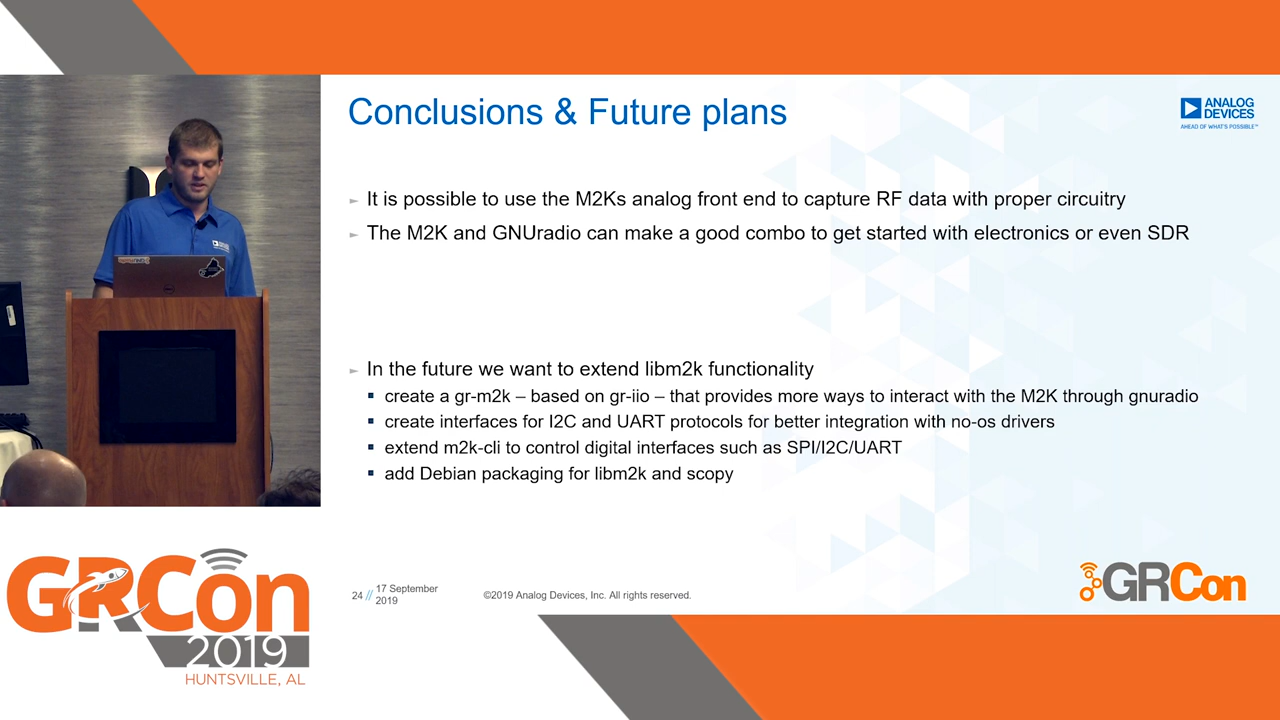 Conclusions & Future plans
ANALOG
DEVICES
AHEAD OF WHAT'S POSSIBLE™
► It is possible to use the M2Ks analog front end to capture RF data with proper circuitry
► The M2K and GNUradio can make a good combo to get started with electronics or even SDR
► In the future we want to extend libm2k functionality
▪ create a gr-m2k – based on gr-iio – that provides more ways to interact with the M2K through gnuradio
▪ create interfaces for I2C and UART protocols for better integration with no-os drivers
▪ extend m2k-cli to control digital interfaces such as SPI/I2C/UART
▪ add Debian packaging for libm2k and scopy
24 // 17 September
2019
©2019 Analog Devices, Inc. All rights reserved.
GRCon
GRCon
2019
HUNTSVILLE, AL